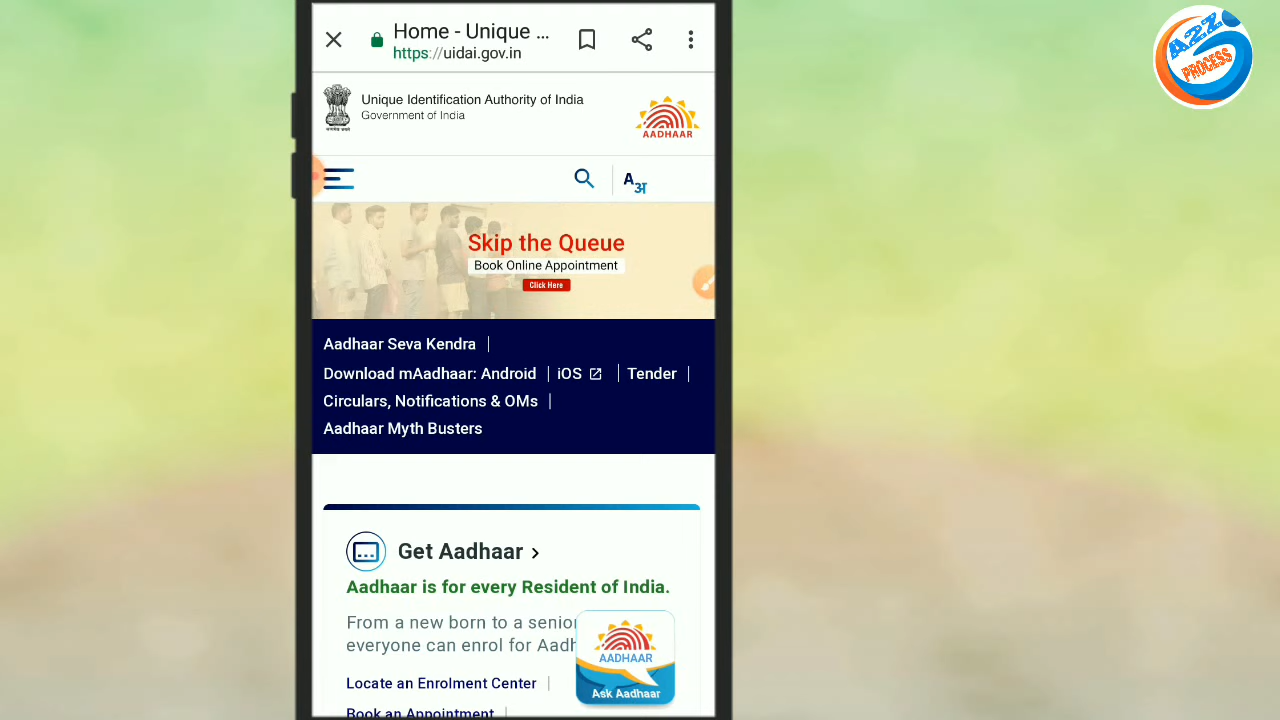 Home - Unique ...
https://uidai.gov.in
A2Z
PROCESS
Unique Identification Authority of India
Government of India
AADHAAR
A अ
Skip the Queue
Book Online Appointment
Click Here
Aadhaar Seva Kendra |
Download mAadhaar: Android | iOS | Tender |
Circulars, Notifications & OMs |
Aadhaar Myth Busters
Get Aadhaar >
Aadhaar is for every Resident of India.
From a new born to a senior
everyone can enrol for Aadh
AADHAAR
Ask Aadhaar
Locate an Enrolment Center |
Book an Appointment |